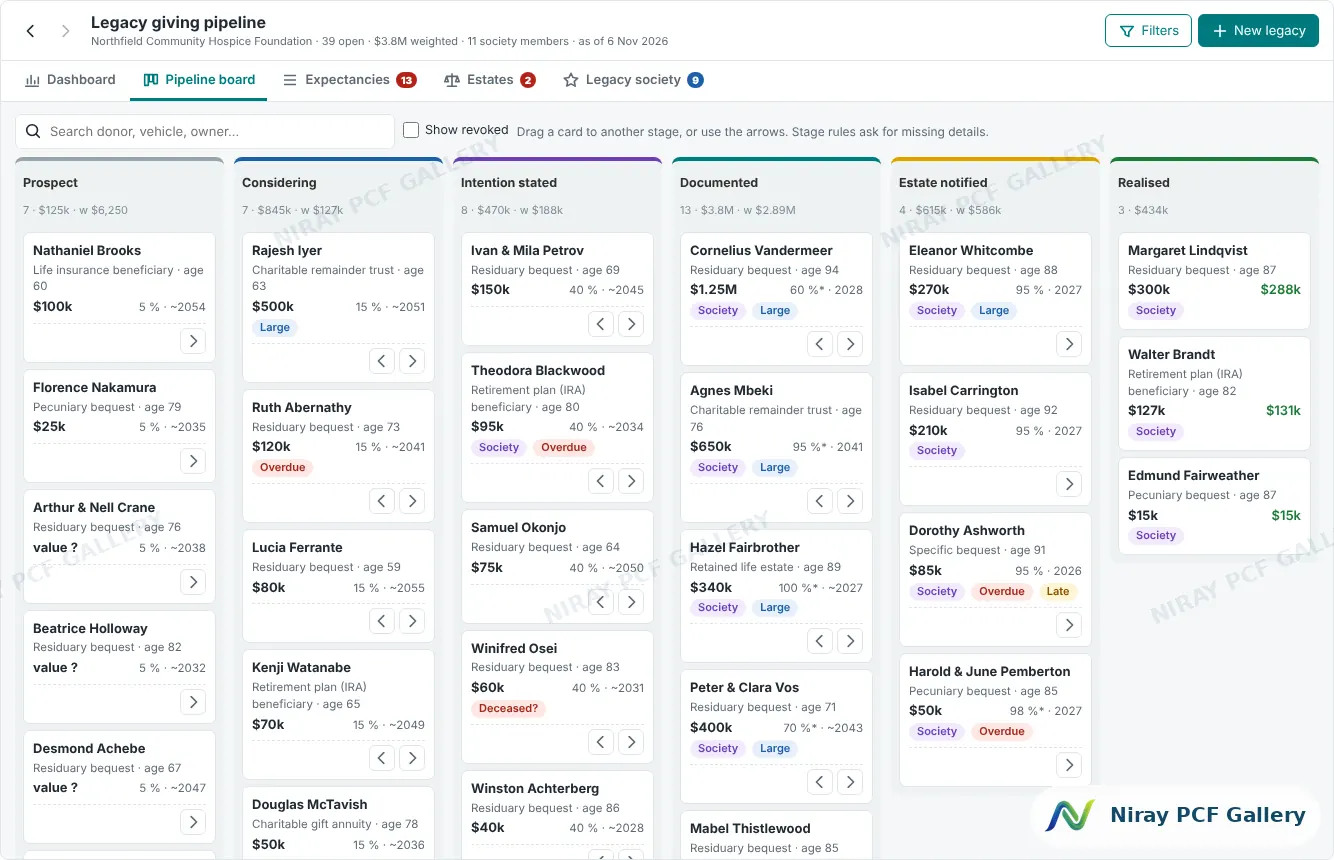 Legacy giving pipeline
Northfield Community Hospice Foundation · 39 open · $3.8M weighted · 11 society members · as of 6 Nov 2026
Filters
New legacy
Dashboard
Pipeline board
Expectancies 13
Estates 2
Legacy society 9
Search donor, vehicle, owner...
Show revoked
Drag a card to another stage, or use the arrows. Stage rules ask for missing details.
Prospect
7 · $125k · w $6,250
Nathaniel Brooks
Life insurance beneficiary · age
60
$100k 5 % · ~2054
Florence Nakamura
Pecuniary bequest · age 79
$25k 5 % · ~2035
Arthur & Nell Crane
Residuary bequest · age 76
value ? 5 % · ~2038
Beatrice Holloway
Residuary bequest · age 82
value ? 5 % · ~2032
Desmond Achebe
Residuary bequest · age 67
value ? 5 % · ~2047
Considering
7 · $845k · w $127k
Rajesh Iyer
Charitable remainder trust · age
63
$500k 15 % · ~2051
Large
Ruth Abernathy
Residuary bequest · age 73
$120k 15 % · ~2041
Overdue
Lucia Ferrante
Residuary bequest · age 59
$80k 15 % · ~2055
Kenji Watanabe
Retirement plan (IRA)
beneficiary · age 65
$70k 15 % · ~2049
Douglas McTavish
Charitable gift annuity · age 78
$50k 15 % · ~2036
Intention stated
8 · $470k · w $188k
Ivan & Mila Petrov
Residuary bequest · age 69
$150k 40 % · ~2045
Theodora Blackwood
Retirement plan (IRA)
beneficiary · age 80
$95k 40 % · ~2034
Society Overdue
Samuel Okonjo
Residuary bequest · age 64
$75k 40 % · ~2050
Winifred Osei
Residuary bequest · age 83
$60k 40 % · ~2031
Deceased?
Winston Achterberg
Residuary bequest · age 86
$40k 40 % · ~2028
Documented
13 · $3.8M · w $2.89M
Cornelius Vandermeer
Residuary bequest · age 94
$1.25M 60 %* · 2028
Society Large
Agnes Mbeki
Charitable remainder trust · age
76
$650k 95 %* · 2041
Society Large
Hazel Fairbrother
Retained life estate · age 89
$340k 100 %* · ~2027
Society Large
Peter & Clara Vos
Residuary bequest · age 71
$400k 70 %* · ~2043
Society Large
Mabel Thistlewood
Residuary bequest · age 85
Estate notified
4 · $615k · w $586k
Eleanor Whitcombe
Residuary bequest · age 88
$270k 95 % · 2027
Society Large
Isabel Carrington
Residuary bequest · age 92
$210k 95 % · 2027
Society
Dorothy Ashworth
Specific bequest · age 91
$85k 95 % · 2026
Society Overdue Late
Harold & June Pemberton
Pecuniary bequest · age 85
$50k 98 %* · 2027
Society Overdue
Realised
3 · $434k
Margaret Lindqvist
Residuary bequest · age 87
$300k $288k
Society
Walter Brandt
Retirement plan (IRA)
beneficiary · age 82
$127k $131k
Society
Edmund Fairweather
Pecuniary bequest · age 87
$15k $15k
Society
NIRAY PCF GALLERY
NIRAY PCF GALLERY
PCF GALLERY
NIRAY PCF GALLERY
NIRAY PCF GALL
Niray PCF Gallery